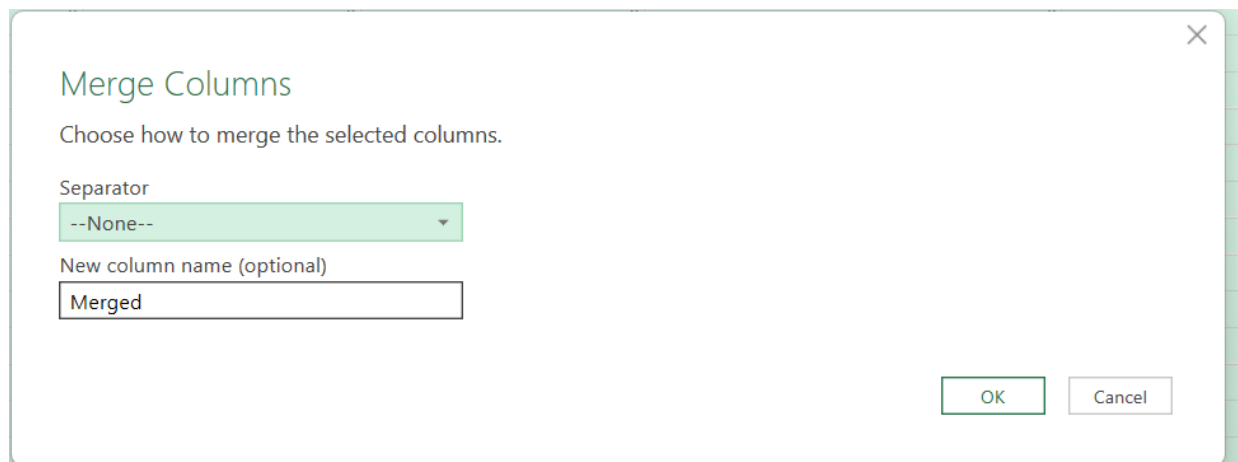 Merge Columns
Choose how to merge the selected columns.
Separator
--None--
New column name (optional)
Merged
OK
Cancel